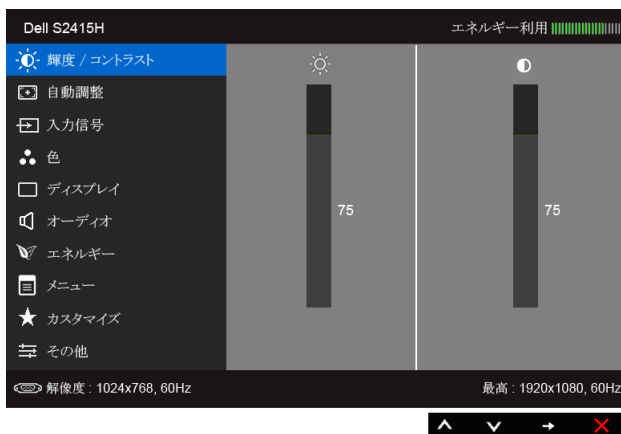 Dell S2415H
エネルギー利用
輝度 / コントラスト
自動調整
入力信号
色
ディスプレイ
オーディオ
エネルギー
メニュー
カスタマイズ
その他
75
75
解像度 : 1024x768, 60Hz
最高 : 1920x1080, 60Hz